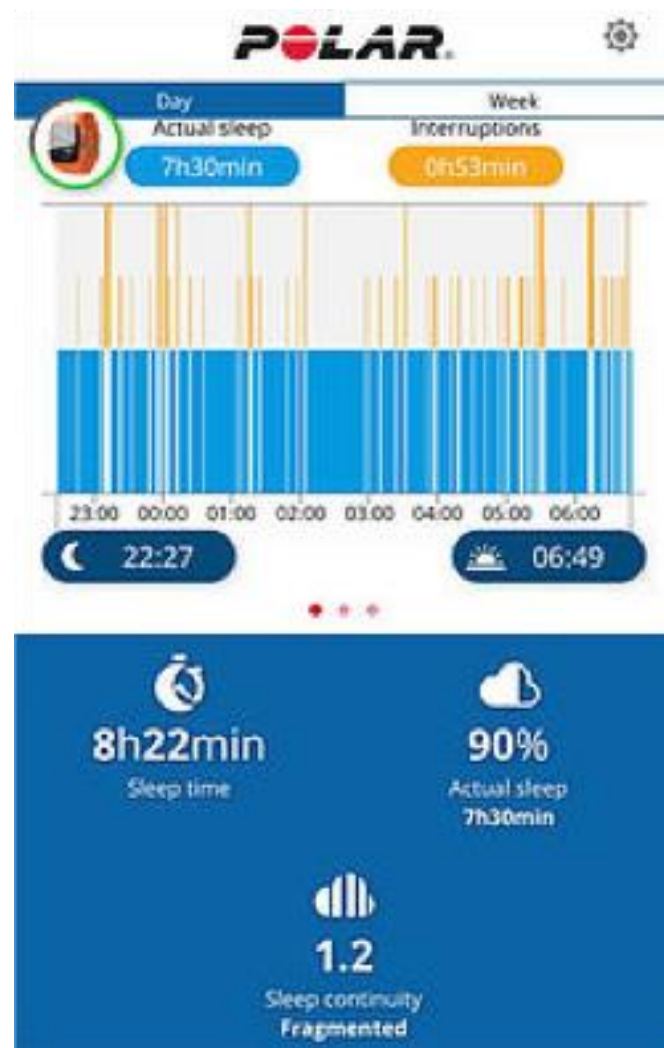 POLAR.
Day Week
Actual sleep Interruptions
7h30min 0h53min
23:00 00:00 01:00 02:00 03:00 04:00 05:00 06:00
22:27 06:49
8h22min 90%
Sleep time Actual sleep
7h30min
1.2
Sleep continuity
Fragmented